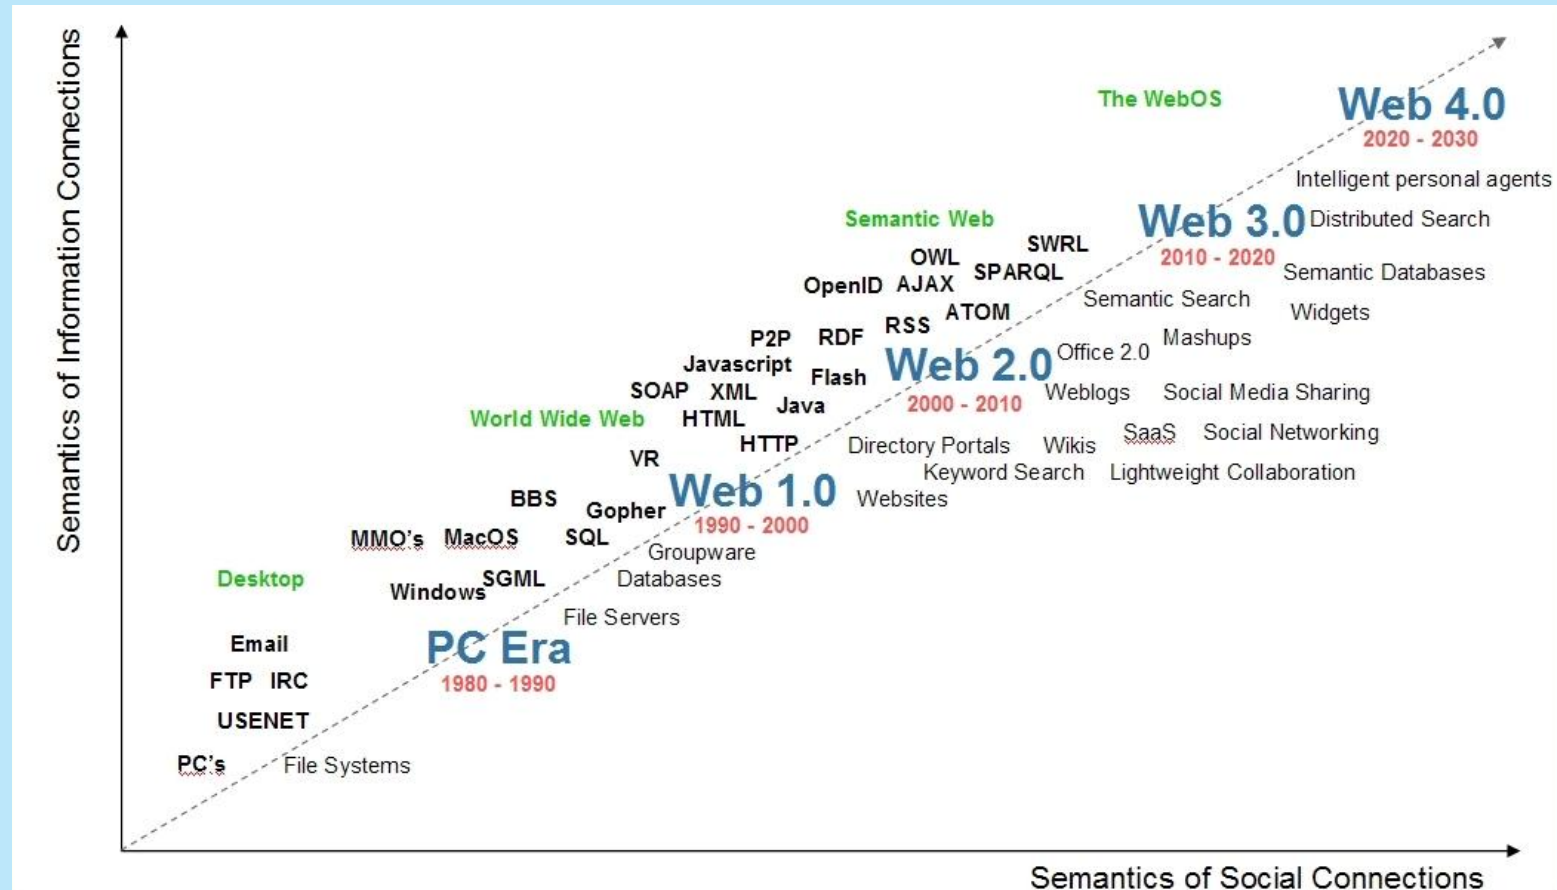 Semantics of Information Connections
The WebOS
Web 4.0
2020 - 2030
Intelligent personal agents
Semantic Web
Web 3.0
Distributed Search
SWRL
2010 - 2020
OWL
SPARQL
Semantic Databases
OpenID
AJAX
Semantic Search
ATOM
Widgets
RSS
P2P
RDF
Mashups
Office 2.0
Javascript
Web 2.0
Flash
SOAP
XML
Weblogs
Social Media Sharing
Java
2000 - 2010
World Wide Web
HTML
SaaS
Social Networking
HTTP
Directory Portals
Wikis
VR
Keyword Search
Lightweight Collaboration
Web 1.0
BBS
Websites
Gopher
1990 - 2000
MMO's
MacOS
SQL
Groupware
Desktop
SGML
Databases
Windows
File Servers
Email
PC Era
FTP
IRC
1980 - 1990
USENET
PC's
File Systems
Semantics of Social Connections